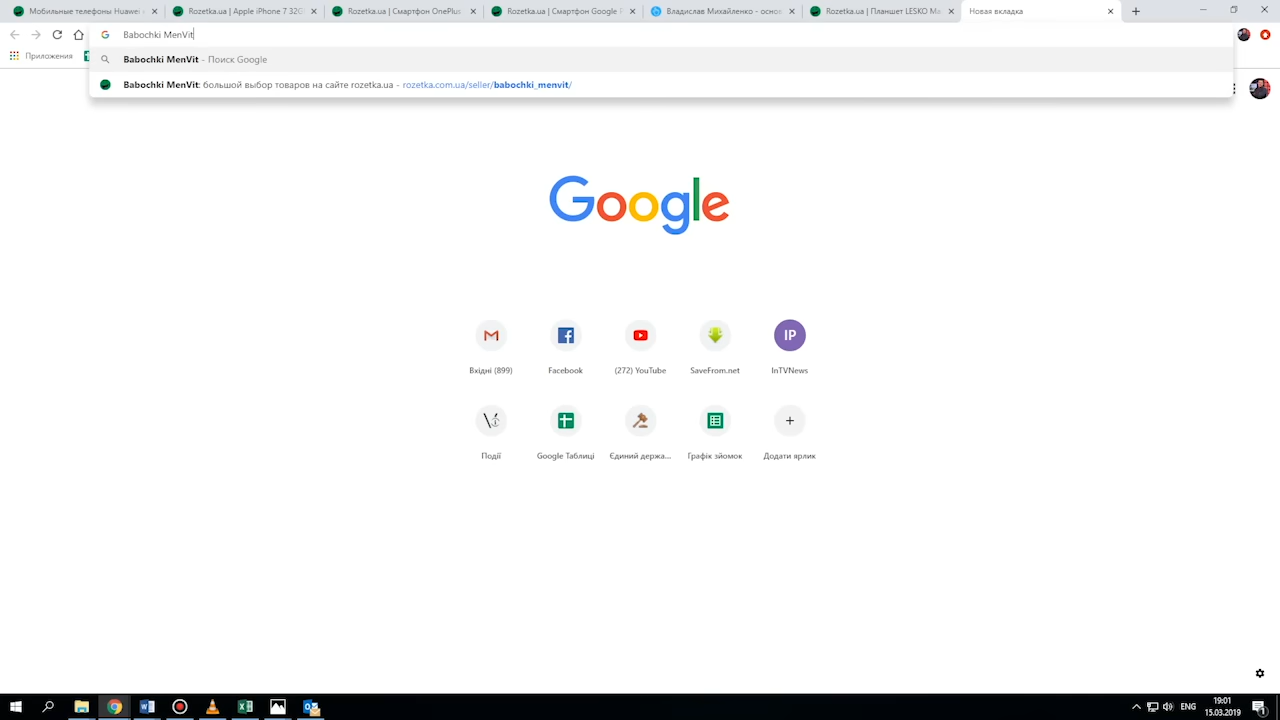 Мобильные телефоны Huawei
Rozetka.ua | Apple iPhone 7 32G
Rozetka.ua | Смартфон OnePlus
Rozetka.ua | Смартфон Google P
Владислав Михайленко - основ
Rozetka.ua | Планшет LESKO Ma
Новая вкладка
Babochki MenVit
Приложения
Babochki MenVit - Поиск Google
Babochki MenVit: большой выбор товаров на сайте rozetka.ua - rozetka.com.ua/seller/babochki_menvit/
Google
IP
Вхідні (899)
Facebook
(272) YouTube
SaveFrom.net
InTVNews
Події
Google Таблиці
Єдиний держа...
Графік зйомок
Додати ярлик
ENG
19:01
15.03.2019